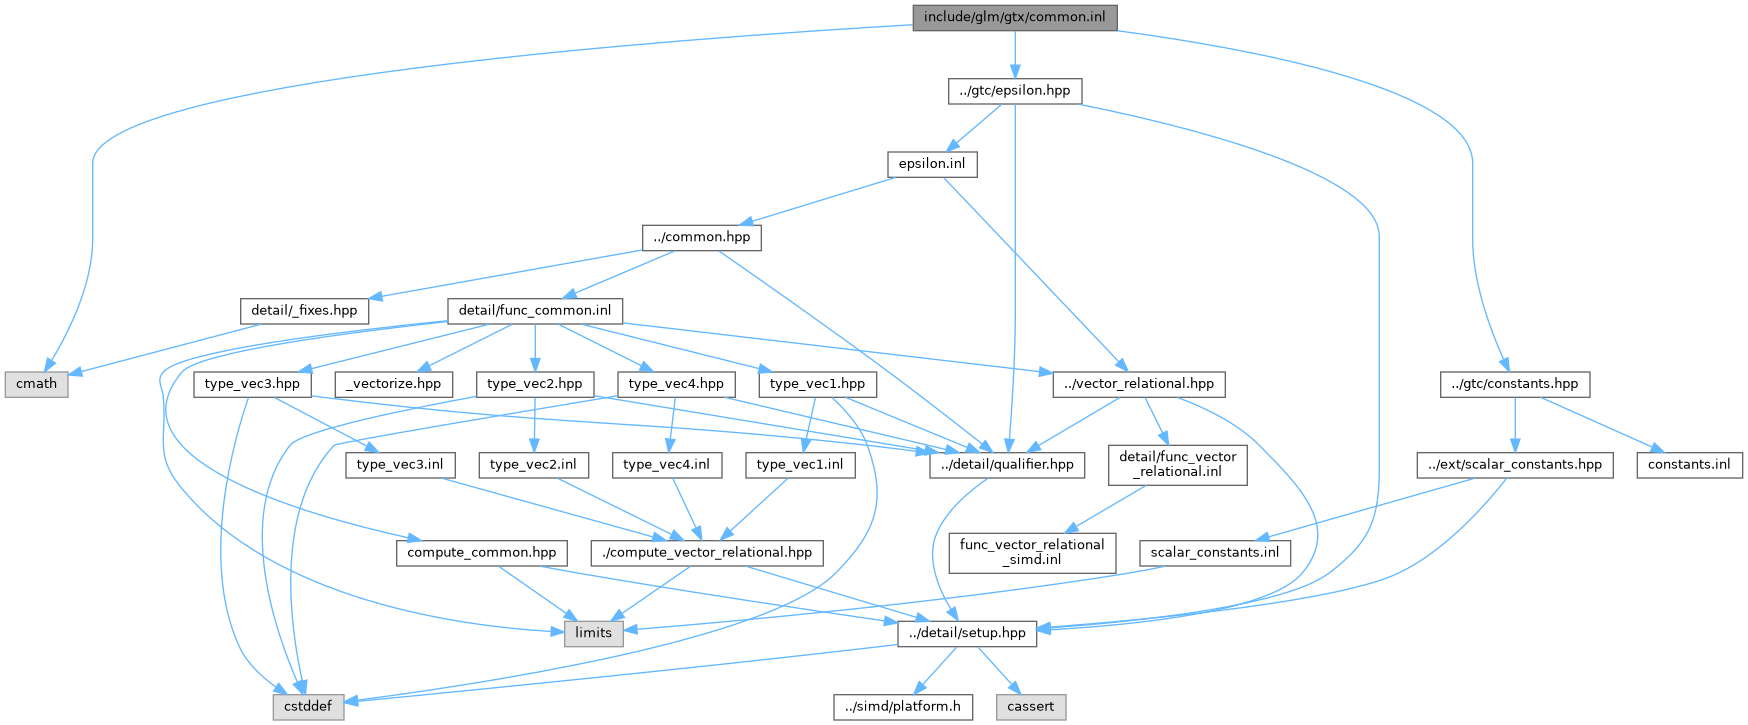 include/glm/gtx/common.inl
../gtc/epsilon.hpp
epsilon.inl
../common.hpp
detail/_fixes.hpp
detail/func_common.inl
cmath
type_vec3.hpp
_vectorize.hpp
type_vec2.hpp
type_vec4.hpp
type_vec1.hpp
../vector_relational.hpp
../gtc/constants.hpp
type_vec3.inl
type_vec2.inl
type_vec4.inl
type_vec1.inl
../detail/qualifier.hpp
detail/func_vector
_relational.inl
../ext/scalar_constants.hpp
constants.inl
compute_common.hpp
./compute_vector_relational.hpp
func_vector_relational
_simd.inl
scalar_constants.inl
limits
../detail/setup.hpp
cstddef
../simd/platform.h
cassert